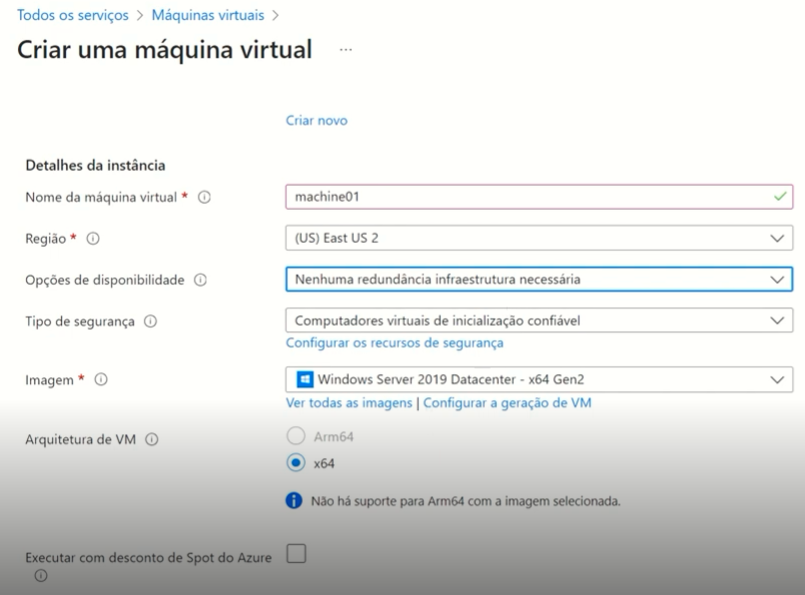 Todos os serviços > Máquinas virtuais >
Criar uma máquina virtual ...
Criar novo
Detalhes da instância
Nome da máquina virtual * machine01
Região * (US) East US 2
Opções de disponibilidade Nenhuma redundância infraestrutura necessária
Tipo de segurança Computadores virtuais de inicialização confiável
Configurar os recursos de segurança
Imagem * Windows Server 2019 Datacenter - x64 Gen2
Ver todas as imagens | Configurar a geração de VM
Arquitetura de VM Arm64
x64
Não há suporte para Arm64 com a imagem selecionada.
Executar com desconto de Spot do Azure